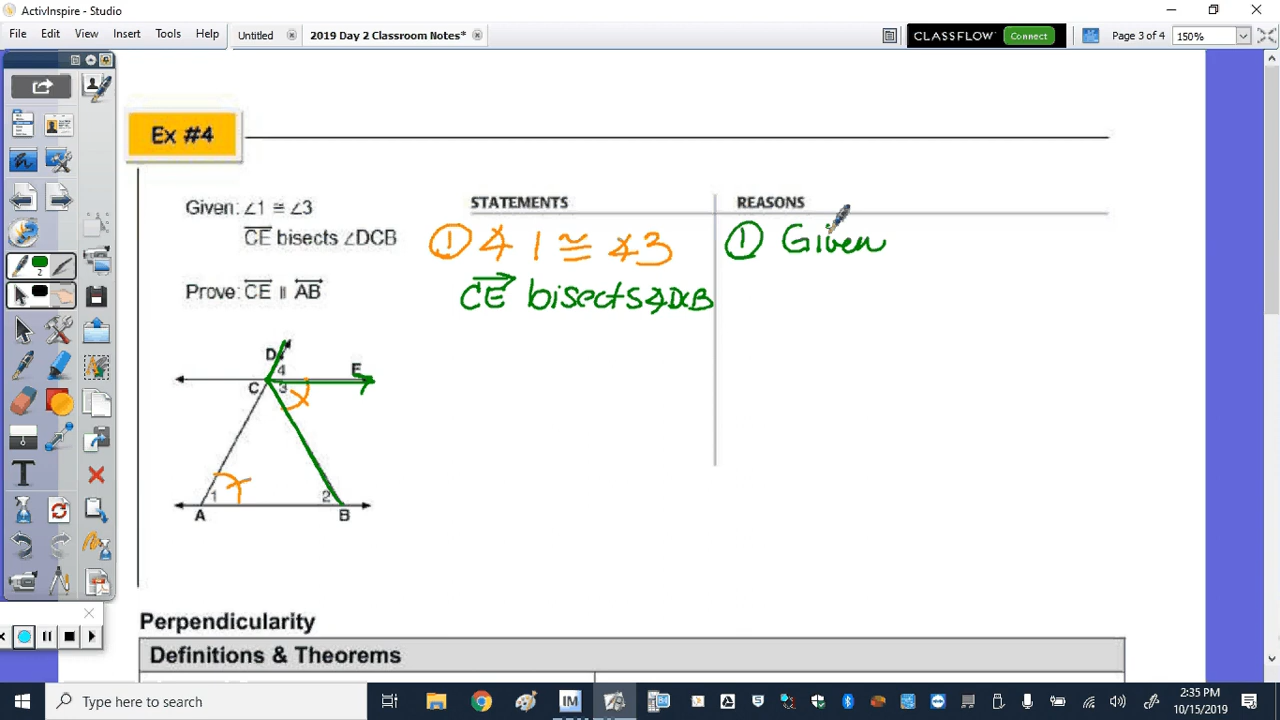 ActivInspire - Studio
File Edit View Insert Tools Help
Untitled
2019 Day 2 Classroom Notes*
CLASSFLOW Connect
Page 3 of 4
150%
Ex #4
Given: ∠1 ≅ ∠3
CE bisects ∠DCB
Prove: CE ∥ AB
STATEMENTS
REASONS
① ∡ 1 ≅ ∡3
① Given
CE bisects ∡DCB
D
4
E
C
3
1
2
A
B
2
T
Perpendicularity
Definitions & Theorems
Type here to search
IM
2:35 PM
10/15/2019